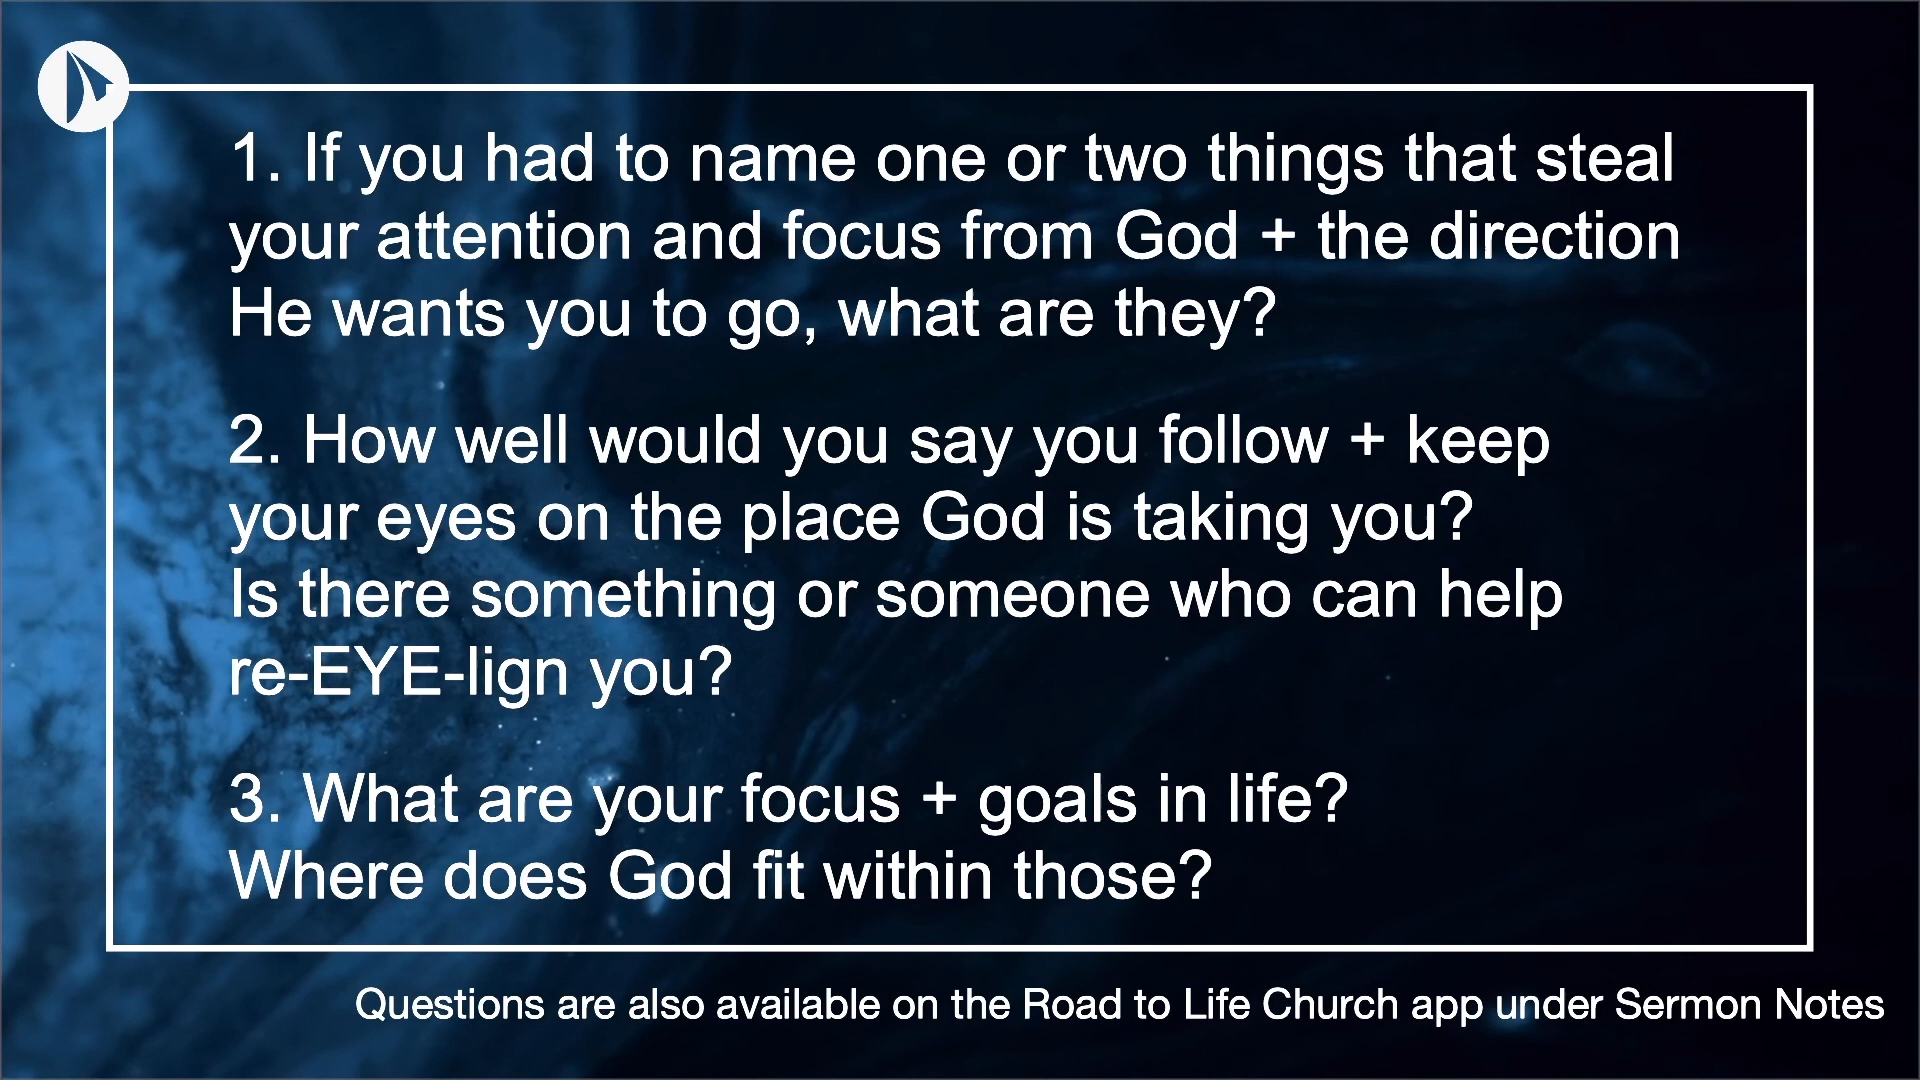 1. If you had to name one or two things that steal
your attention and focus from God + the direction
He wants you to go, what are they?
2. How well would you say you follow + keep
your eyes on the place God is taking you?
Is there something or someone who can help
re-EYE-lign you?
3. What are your focus + goals in life?
Where does God fit within those?
Questions are also available on the Road to Life Church app under Sermon Notes